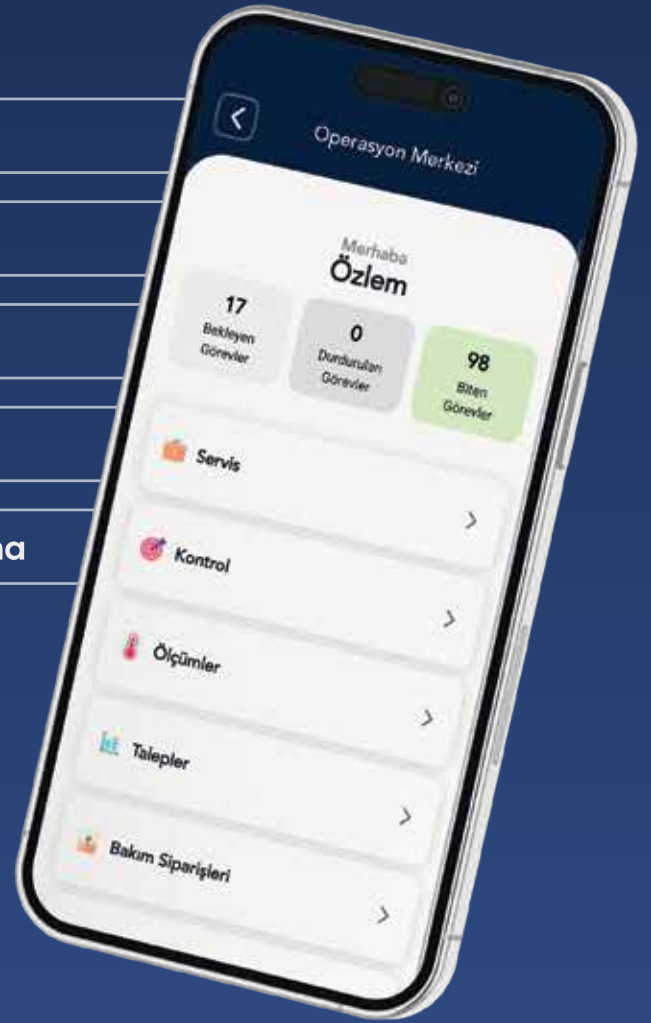 Operasyon Merkezi
Merhaba
Özlem
17
Bekleyen
Görevler
0
Durdurulan
Görevler
98
Biten
Görevler
Servis
Kontrol
Ölçümler
Talepler
Bakım Siparişleri